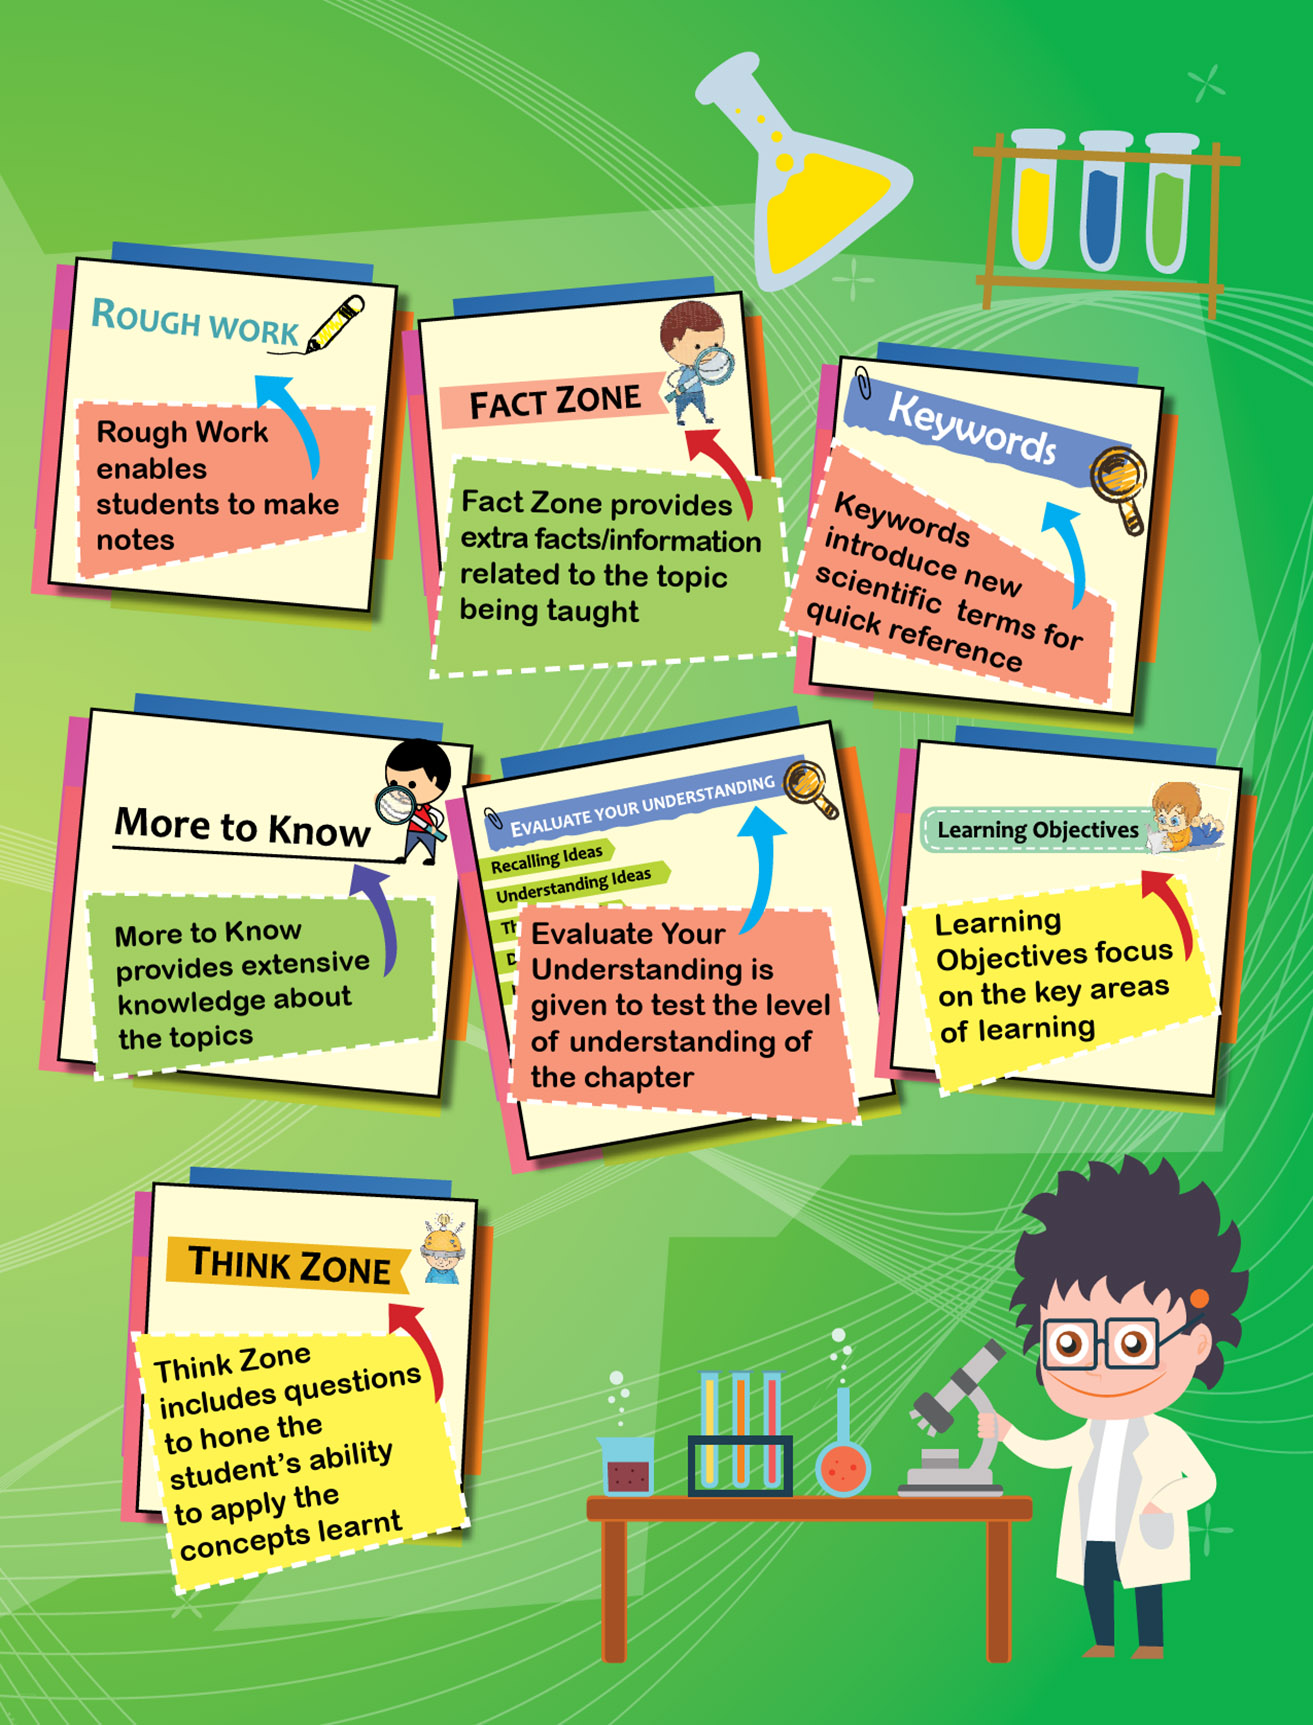 ROUGH WORK
Rough Work
enables
students to make
notes
FACT ZONE
Fact Zone provides
extra facts/information
related to the topic
being taught
Keywords
Keywords
introduce new
scientific terms for
quick reference
More to Know
More to Know
provides extensive
knowledge about
the topics
EVALUATE YOUR UNDERSTANDING
Recalling Ideas
Understanding Ideas
Evaluate Your
Understanding is
given to test the level
of understanding of
the chapter
Learning Objectives
Learning
Objectives focus
on the key areas
of learning
THINK ZONE
Think Zone
includes questions
to hone the
student's ability
to apply the
concepts learnt